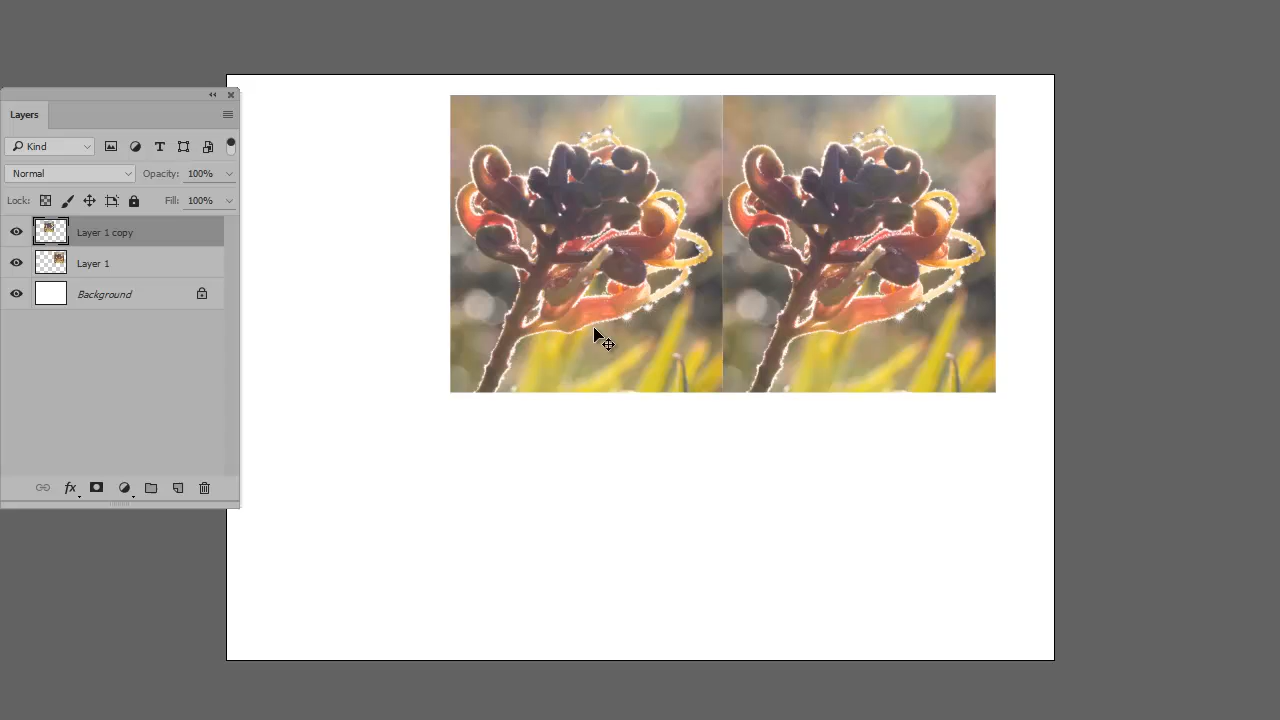 Layers
Kind
Normal Opacity: 100%
Lock: Fill: 100%
Layer 1 copy
Layer 1
Background
fx